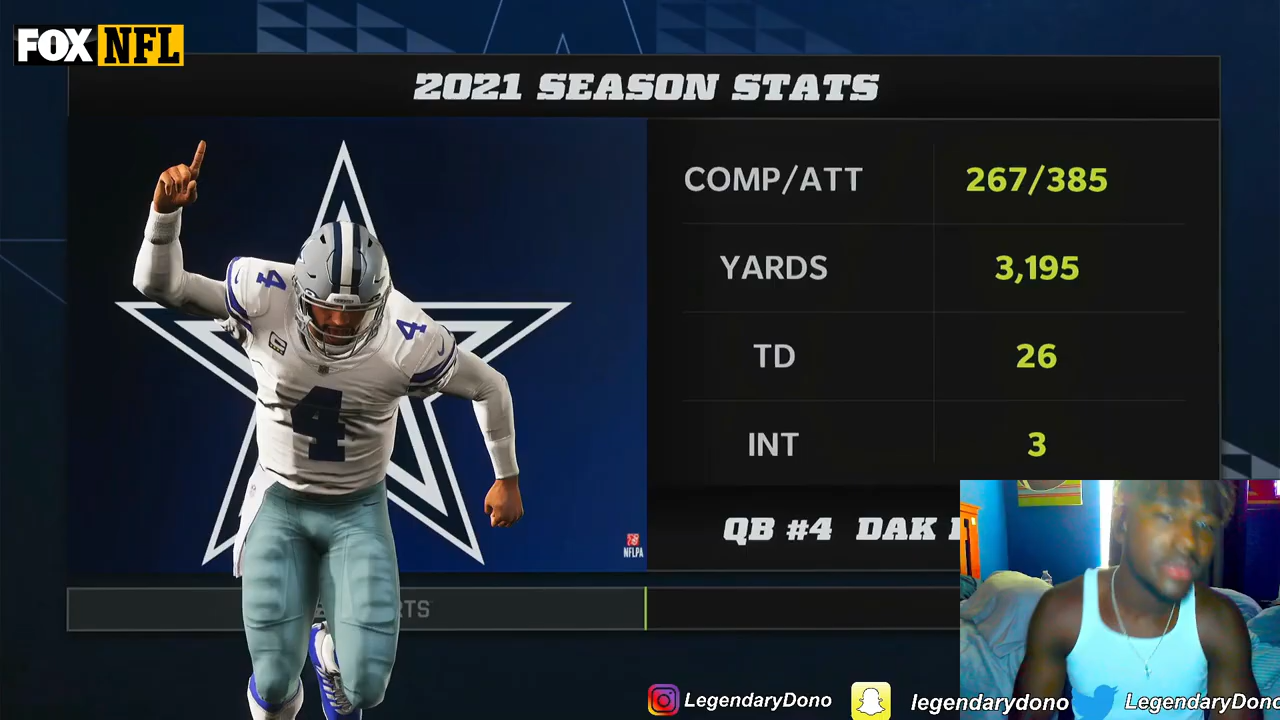 FOX NFL
2021 SEASON STATS
COMP/ATT 267/385
YARDS 3,195
TD 26
INT 3
4
4
4
NFLPA
QB #4 DAK
LegendaryDono
legendarydono
LegendaryDono